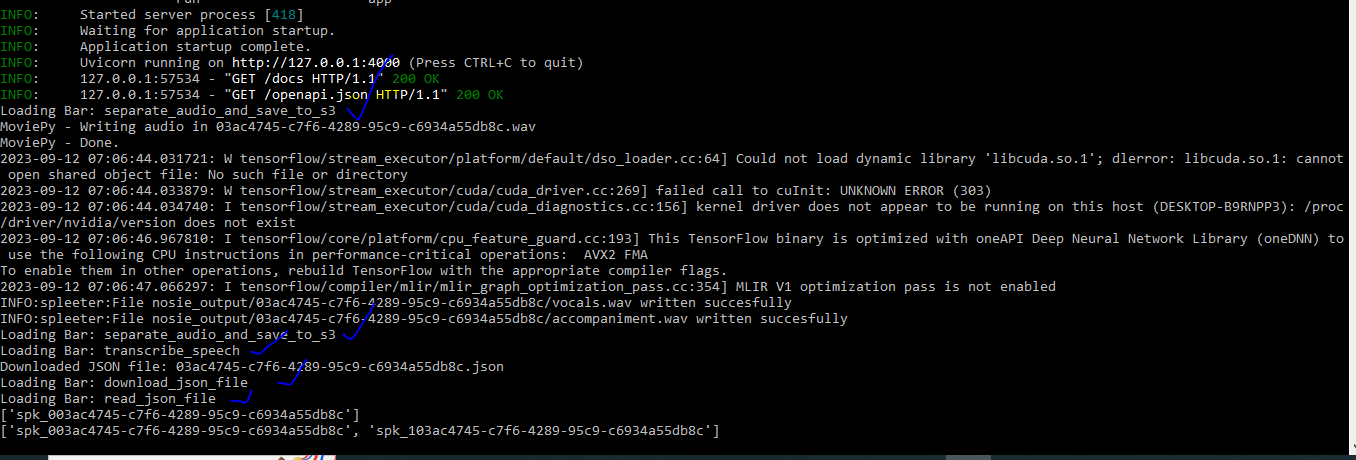 INFO:     Started server process [418]
INFO:     Waiting for application startup.
INFO:     Application startup complete.
INFO:     Uvicorn running on http://127.0.0.1:4000 (Press CTRL+C to quit)
INFO:     127.0.0.1:57534 - "GET /docs HTTP/1.1" 200 OK
INFO:     127.0.0.1:57534 - "GET /openapi.json HTTP/1.1" 200 OK
Loading Bar: separate_audio_and_save_to_s3
MoviePy - Writing audio in 03ac4745-c7f6-4289-95c9-c6934a55db8c.wav
MoviePy - Done.
2023-09-12 07:06:44.031721: W tensorflow/stream_executor/platform/default/dso_loader.cc:64] Could not load dynamic library 'libcuda.so.1'; dlerror: libcuda.so.1: cannot
 open shared object file: No such file or directory
2023-09-12 07:06:44.033879: W tensorflow/stream_executor/cuda/cuda_driver.cc:269] failed call to cuInit: UNKNOWN ERROR (303)
2023-09-12 07:06:44.034740: I tensorflow/stream_executor/cuda/cuda_diagnostics.cc:156] kernel driver does not appear to be running on this host (DESKTOP-B9RNPP3): /proc
/driver/nvidia/version does not exist
2023-09-12 07:06:46.967810: I tensorflow/core/platform/cpu_feature_guard.cc:193] This TensorFlow binary is optimized with oneAPI Deep Neural Network Library (oneDNN) to
 use the following CPU instructions in performance-critical operations:  AVX2 FMA
To enable them in other operations, rebuild TensorFlow with the appropriate compiler flags.
2023-09-12 07:06:47.066297: I tensorflow/compiler/mlir/mlir_graph_optimization_pass.cc:354] MLIR V1 optimization pass is not enabled
INFO:spleeter:File nosie_output/03ac4745-c7f6-4289-95c9-c6934a55db8c/vocals.wav written succesfully
INFO:spleeter:File nosie_output/03ac4745-c7f6-4289-95c9-c6934a55db8c/accompaniment.wav written succesfully
Loading Bar: separate_audio_and_save_to_s3
Loading Bar: transcribe_speech
Downloaded JSON file: 03ac4745-c7f6-4289-95c9-c6934a55db8c.json
Loading Bar: download_json_file
Loading Bar: read_json_file
['spk_003ac4745-c7f6-4289-95c9-c6934a55db8c']
['spk_003ac4745-c7f6-4289-95c9-c6934a55db8c', 'spk_103ac4745-c7f6-4289-95c9-c6934a55db8c']